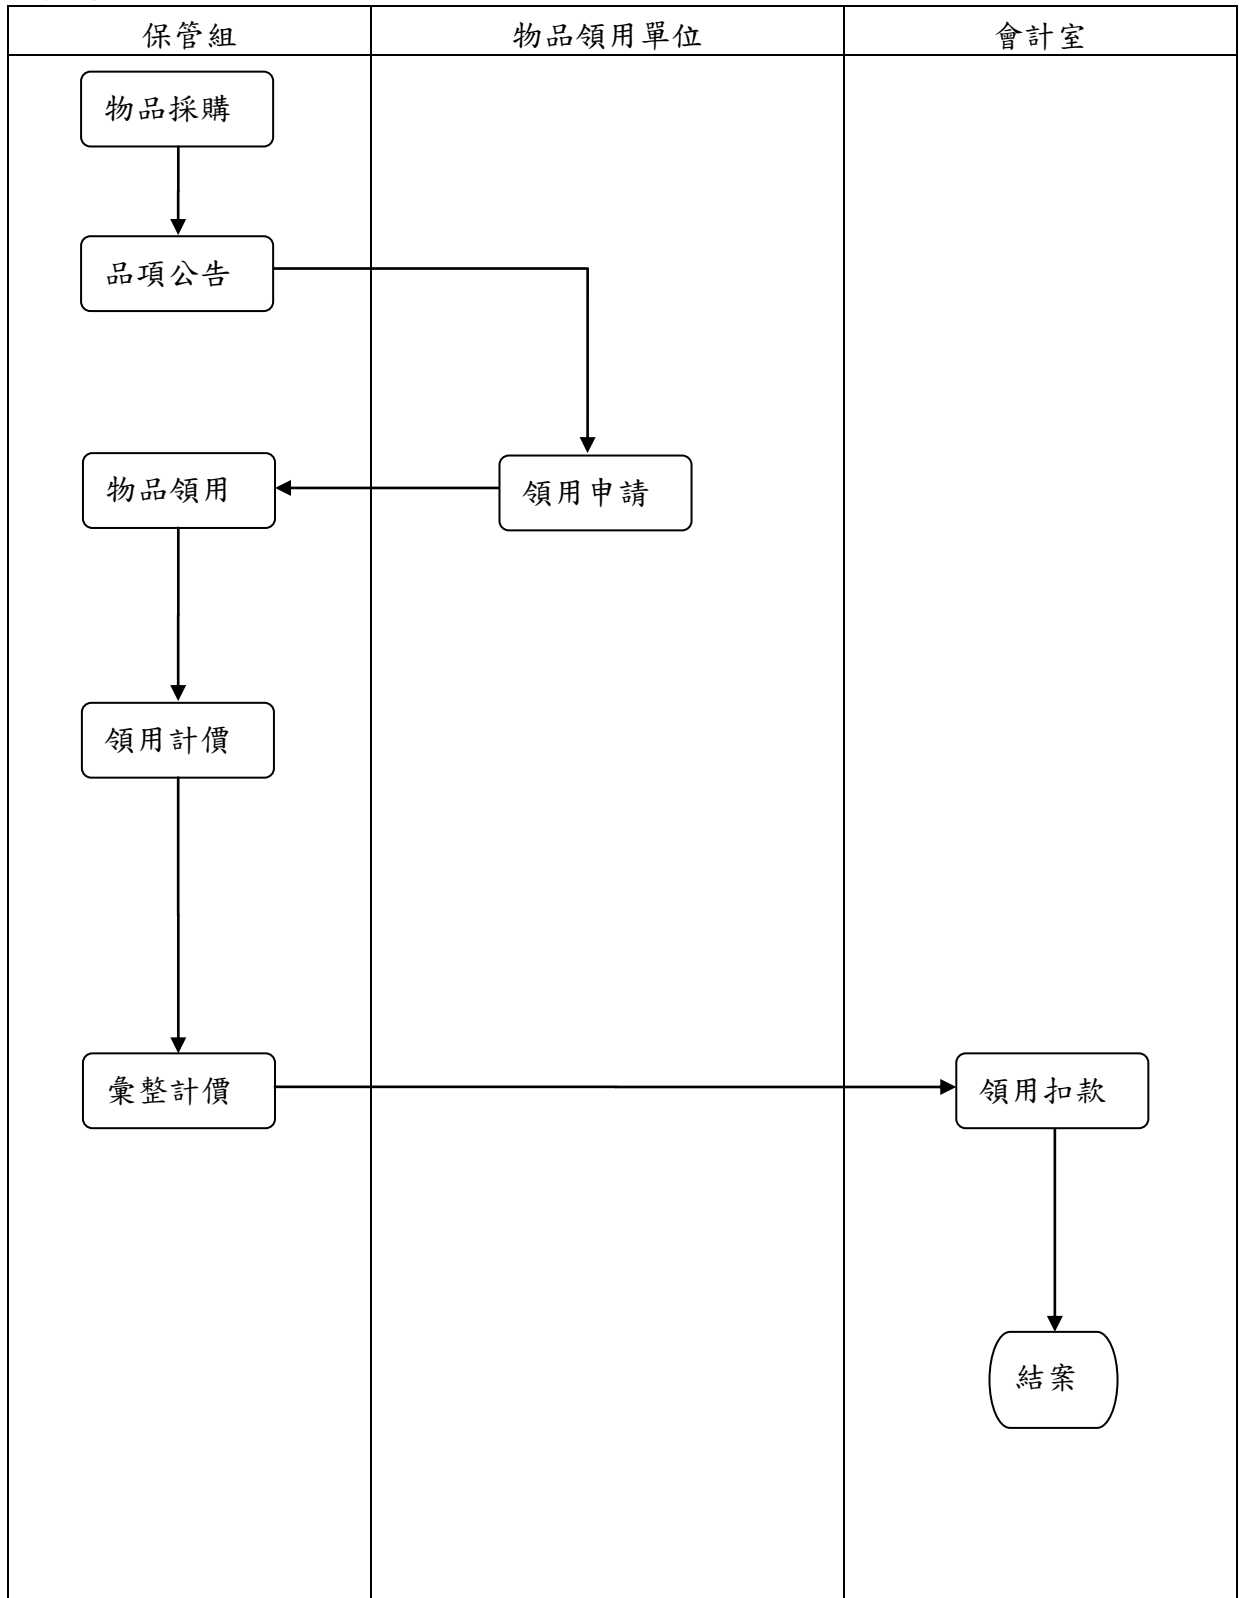 保管組
物品領用單位
會計室
物品採購
品項公告
物品領用
領用申請
領用計價
彙整計價
領用扣款
結案